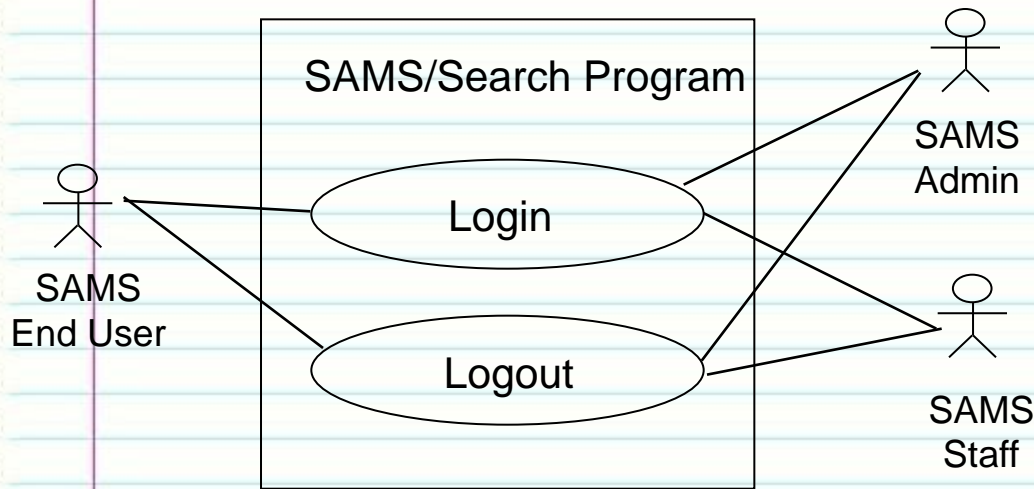 SAMS/Search Program
SAMS
Admin
Login
SAMS
End User
Logout
SAMS
Staff